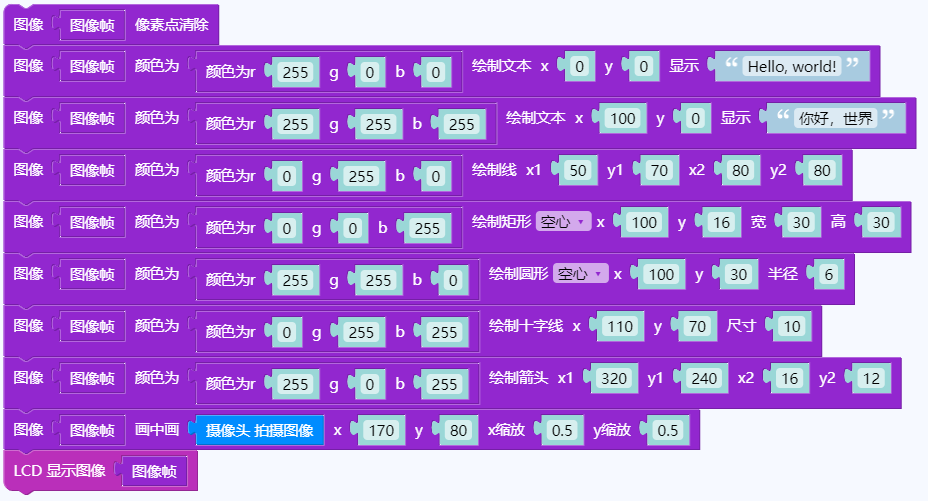 图像 图像帧 像素点清除
图像 图像帧 颜色为 颜色为r 255 g 0 b 0 绘制文本 x 0 y 0 显示 “ Hello, world! ”
图像 图像帧 颜色为 颜色为r 255 g 255 b 255 绘制文本 x 100 y 0 显示 “ 你好，世界 ”
图像 图像帧 颜色为 颜色为r 0 g 255 b 0 绘制线 x1 50 y1 70 x2 80 y2 80
图像 图像帧 颜色为 颜色为r 0 g 0 b 255 绘制矩形 空心 x 100 y 16 宽 30 高 30
图像 图像帧 颜色为 颜色为r 255 g 255 b 0 绘制圆形 空心 x 100 y 30 半径 6
图像 图像帧 颜色为 颜色为r 0 g 255 b 255 绘制十字线 x 110 y 70 尺寸 10
图像 图像帧 颜色为 颜色为r 255 g 0 b 255 绘制箭头 x1 320 y1 240 x2 16 y2 12
图像 图像帧 画中画 摄像头 拍摄图像 x 170 y 80 x缩放 0.5 y缩放 0.5
LCD 显示图像 图像帧